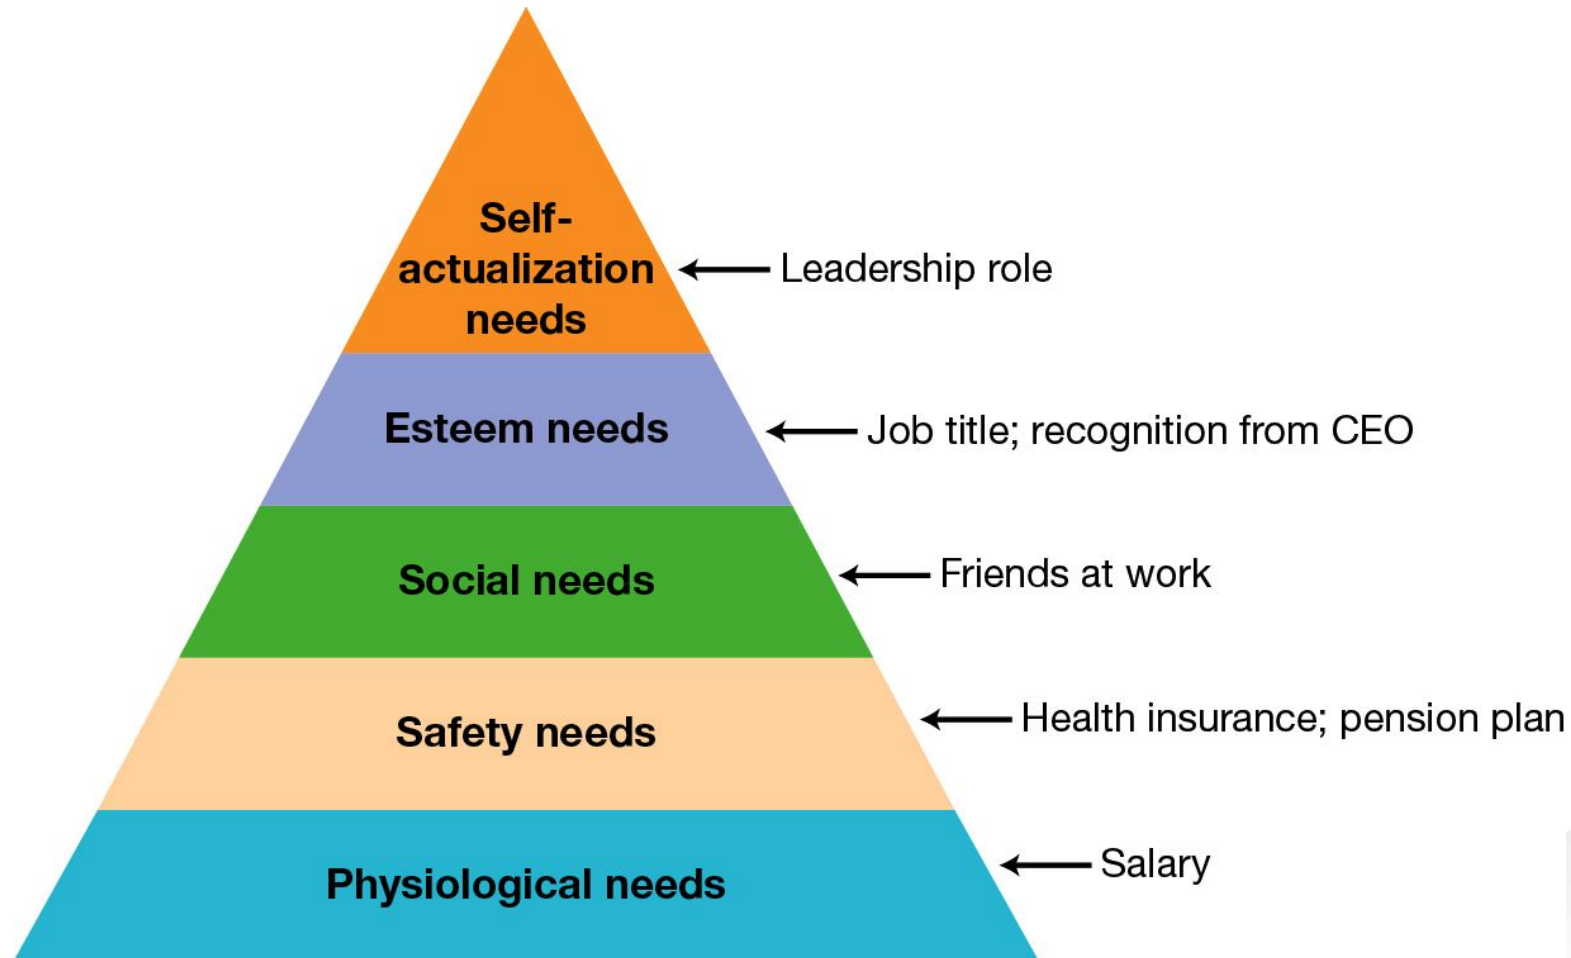 Self-
actualization
needs
Leadership role
Esteem needs
Job title; recognition from CEO
Social needs
Friends at work
Safety needs
Health insurance; pension plan
Physiological needs
Salary